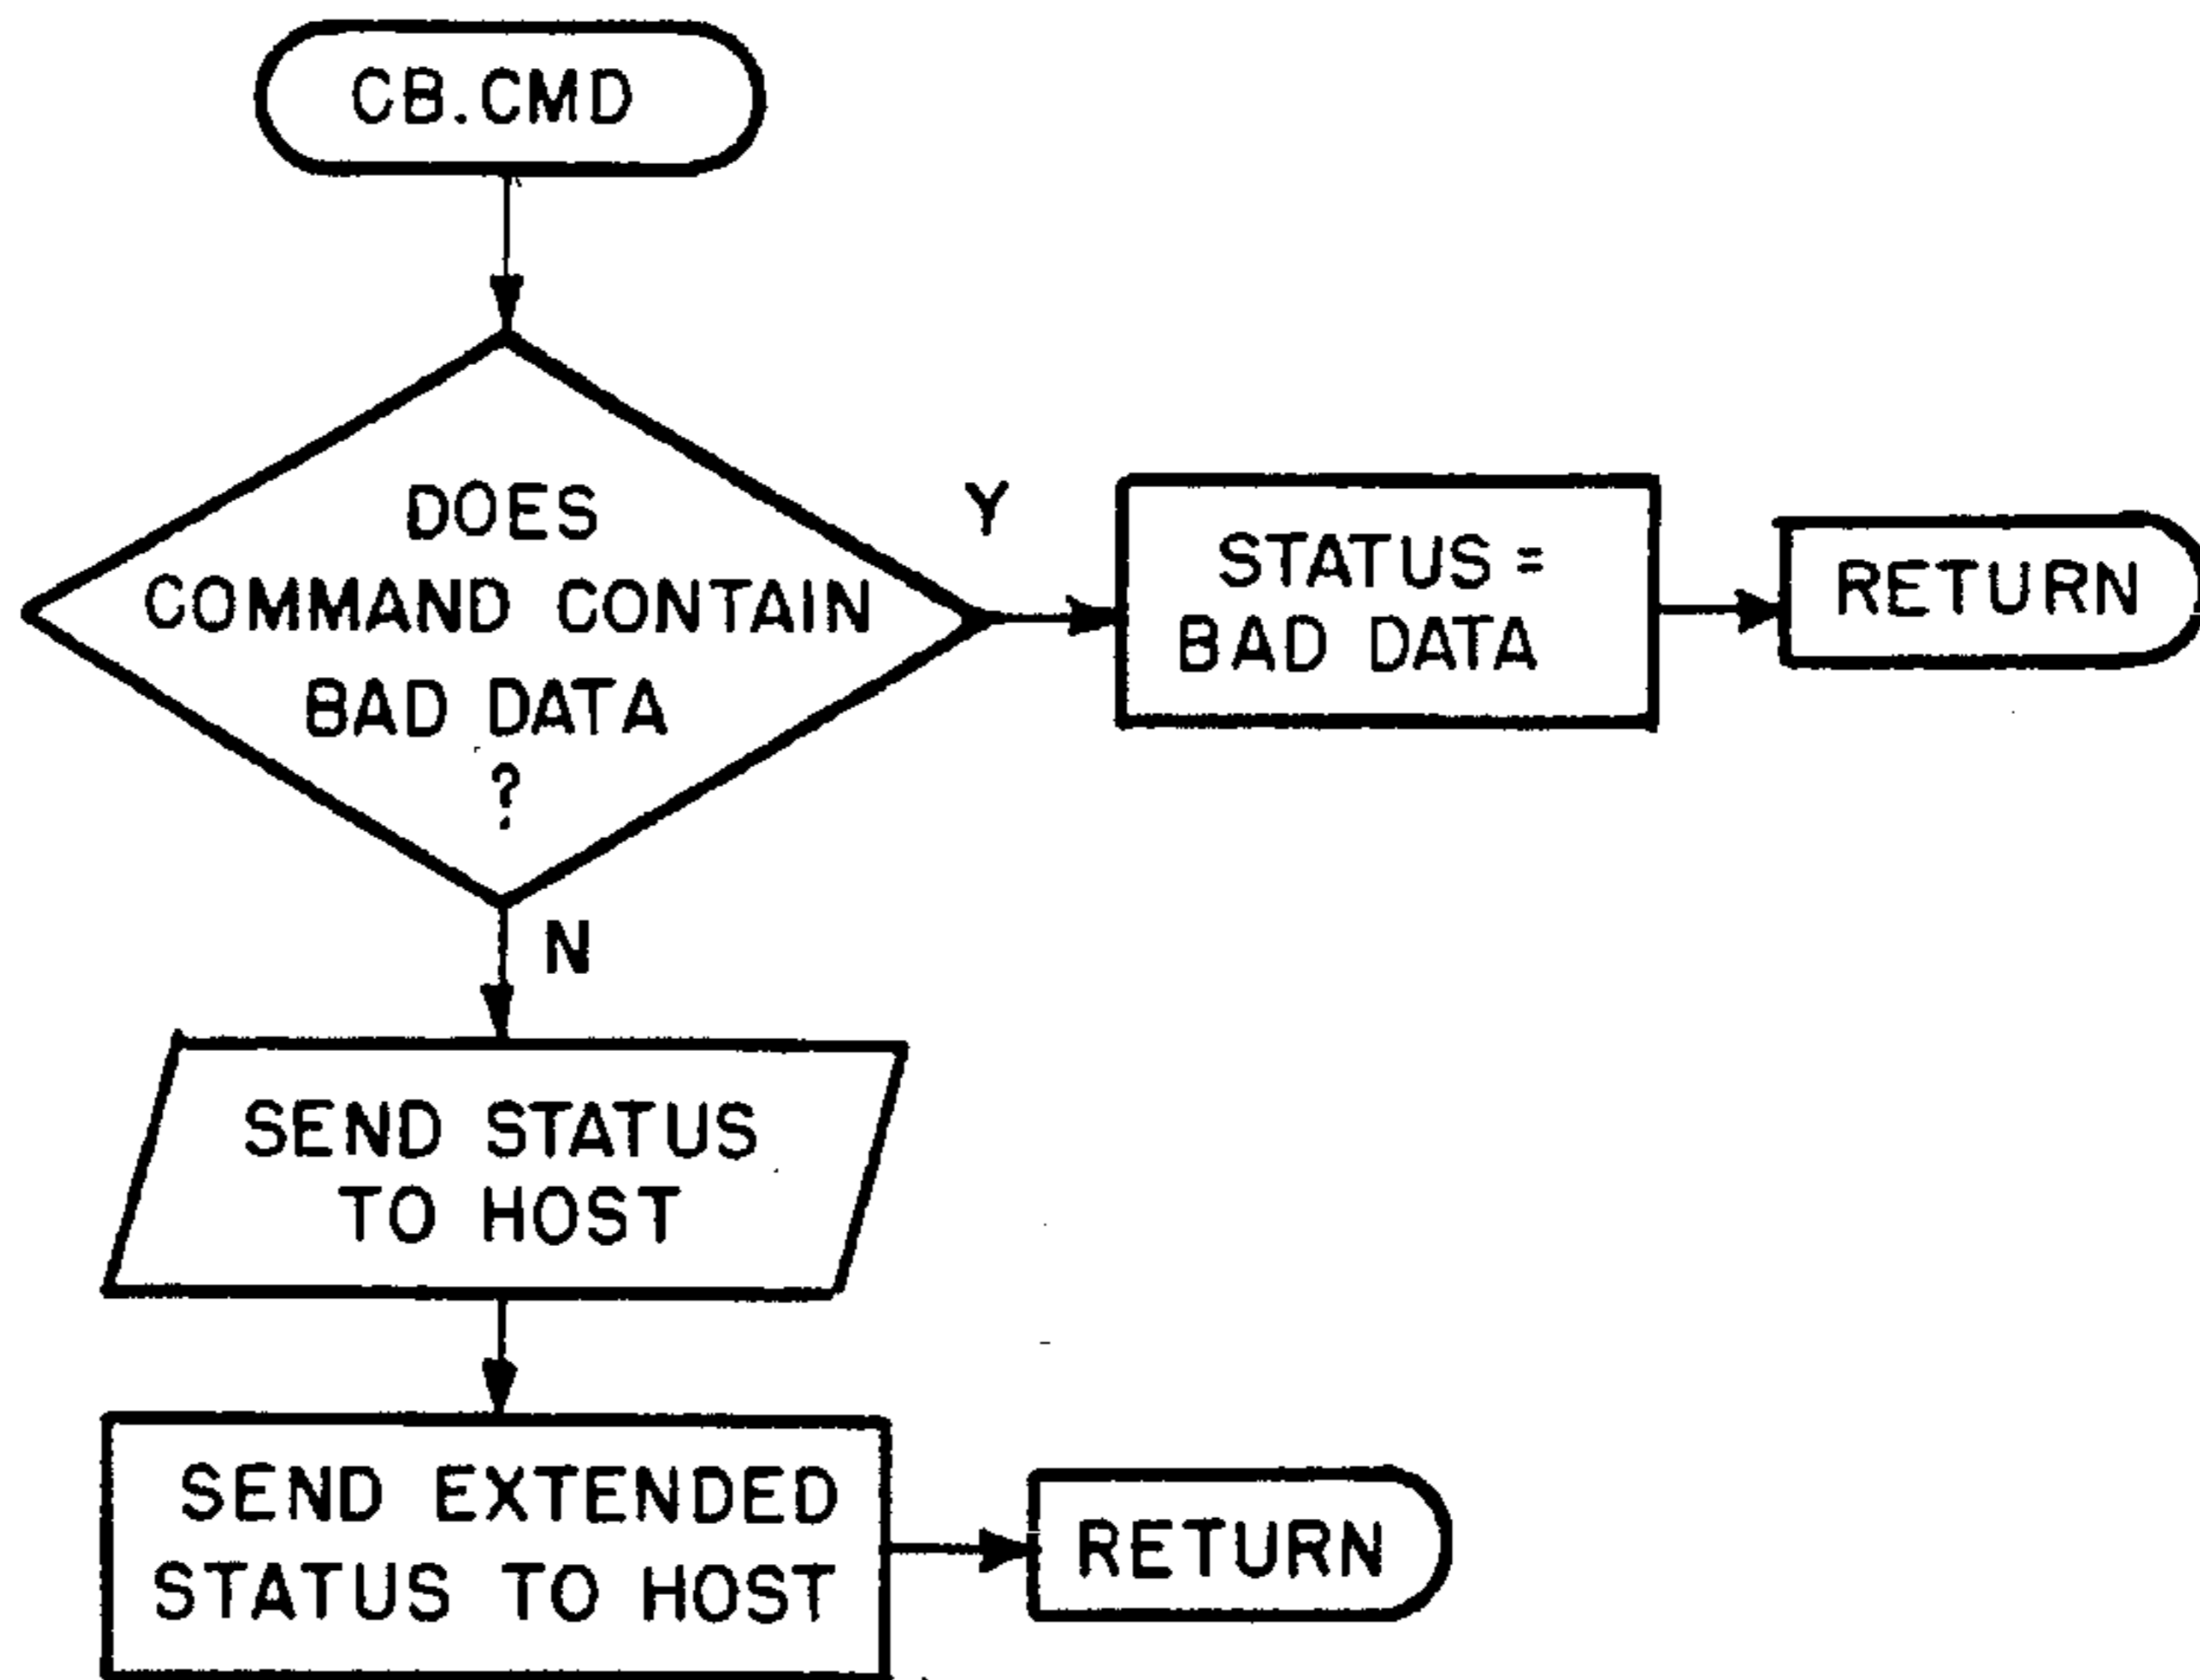 CB.CMD
DOES
COMMAND CONTAIN
BAD DATA
?
Y
STATUS =
BAD DATA
RETURN
N
SEND STATUS
TO HOST
SEND EXTENDED
STATUS TO HOST
RETURN